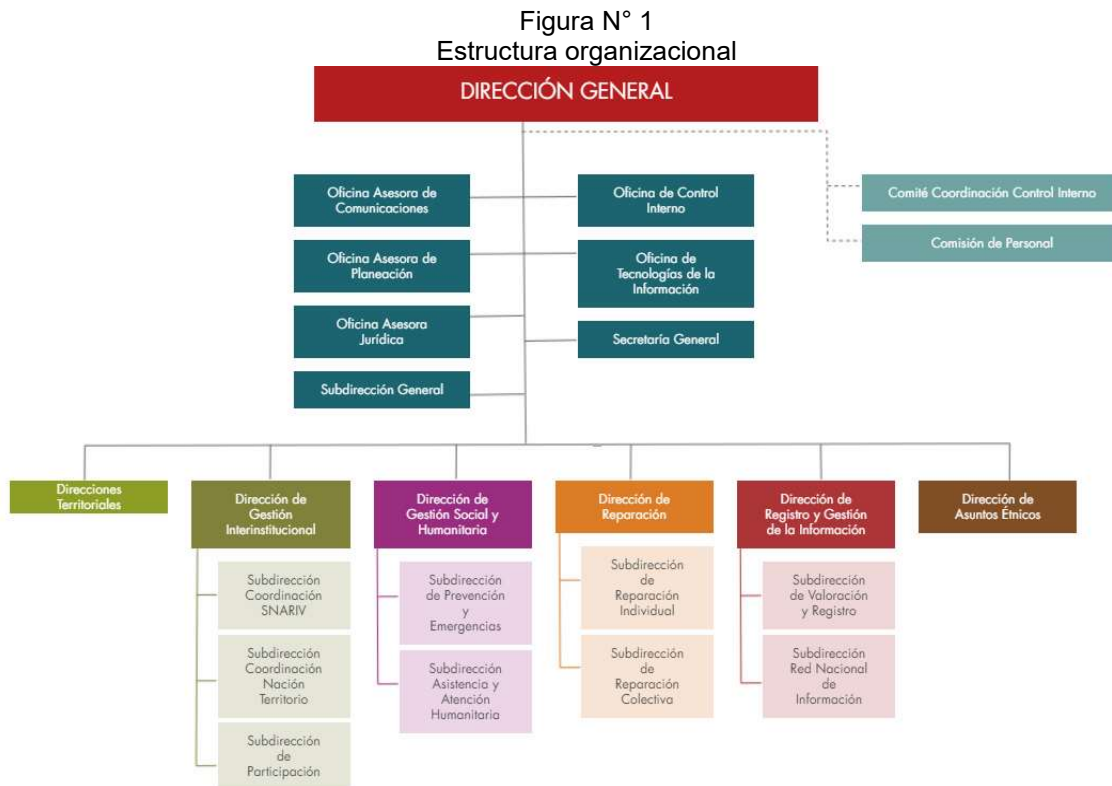 Figura N° 1
Estructura organizacional
DIRECCIÓN GENERAL
Oficina Asesora de
Comunicaciones
Oficina de Control
Interno
Comité Coordinación Control Interno
Comisión de Personal
Oficina Asesora de
Planeación
Oficina de
Tecnologías de la
Información
Oficina Asesora
Jurídica
Secretaría General
Subdirección General
Direcciones
Territoriales
Dirección de
Gestión
Interinstitucional
Dirección de
Gestión Social y
Humanitaria
Dirección de
Reparación
Dirección de
Registro y Gestión
de la Información
Dirección de
Asuntos Étnicos
Subdirección
Coordinación
SNARIV
Subdirección
de Prevención
y
Emergencias
Subdirección
de
Reparación
Individual
Subdirección
de Valoración
y Registro
Subdirección
Coordinación
Nación
Territorio
Subdirección
Asistencia y
Atención
Humanitaria
Subdirección
de
Reparación
Colectiva
Subdirección
Red Nacional
de
Información
Subdirección
de
Participación